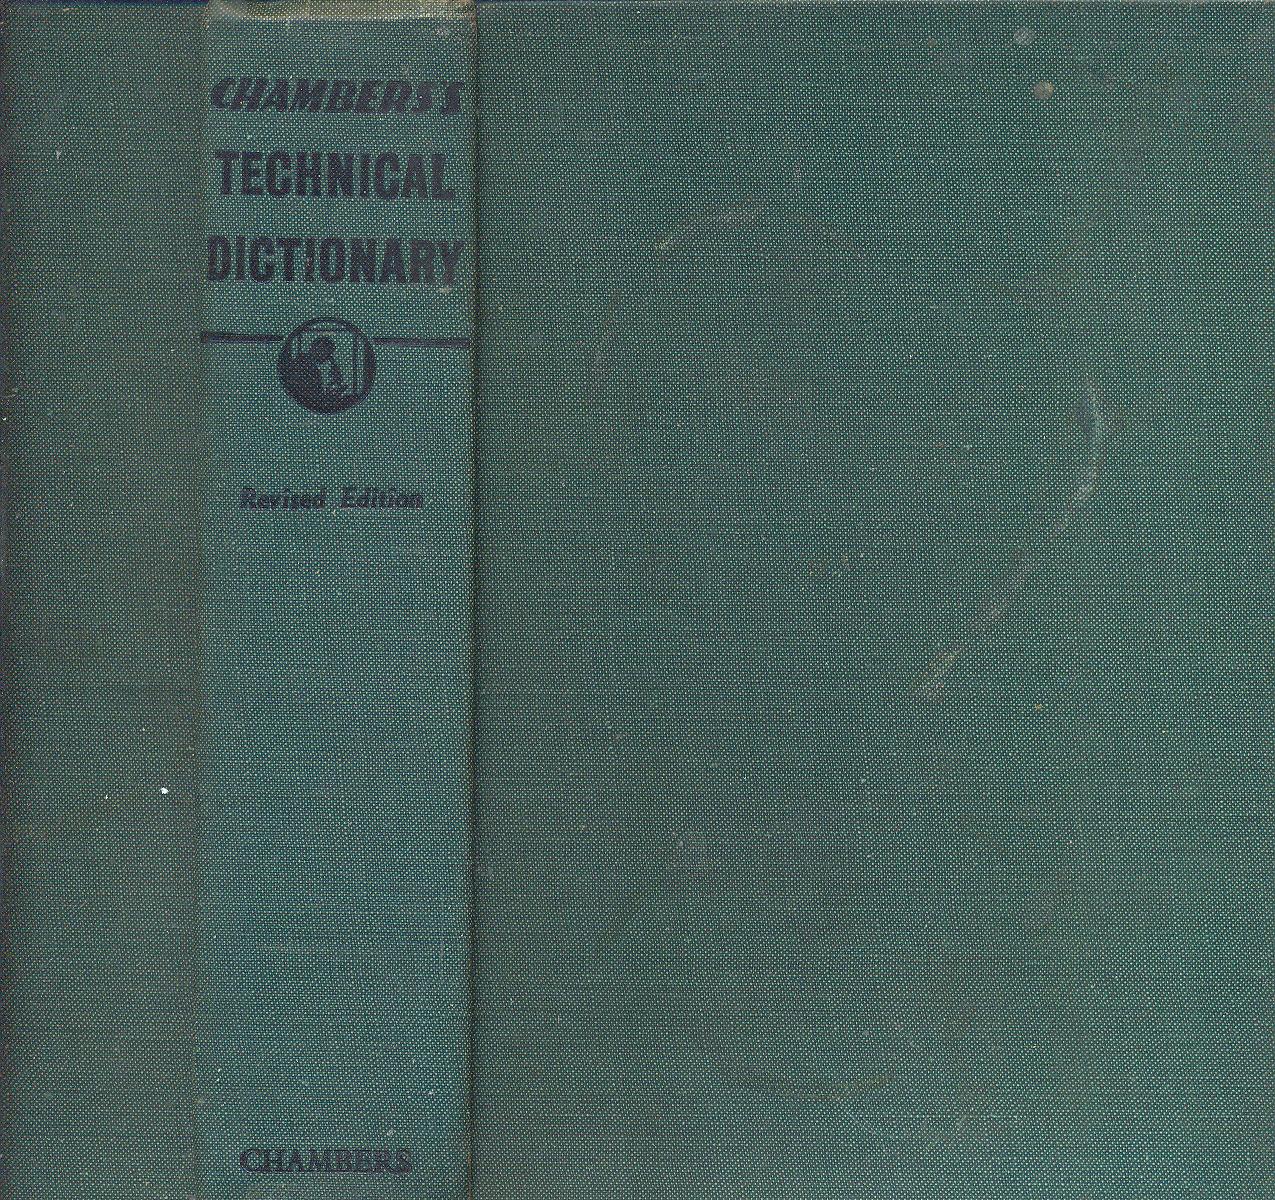 CHAMBERS'S
TECHNICAL
DICTIONARY
Revised Edition
CHAMBERS